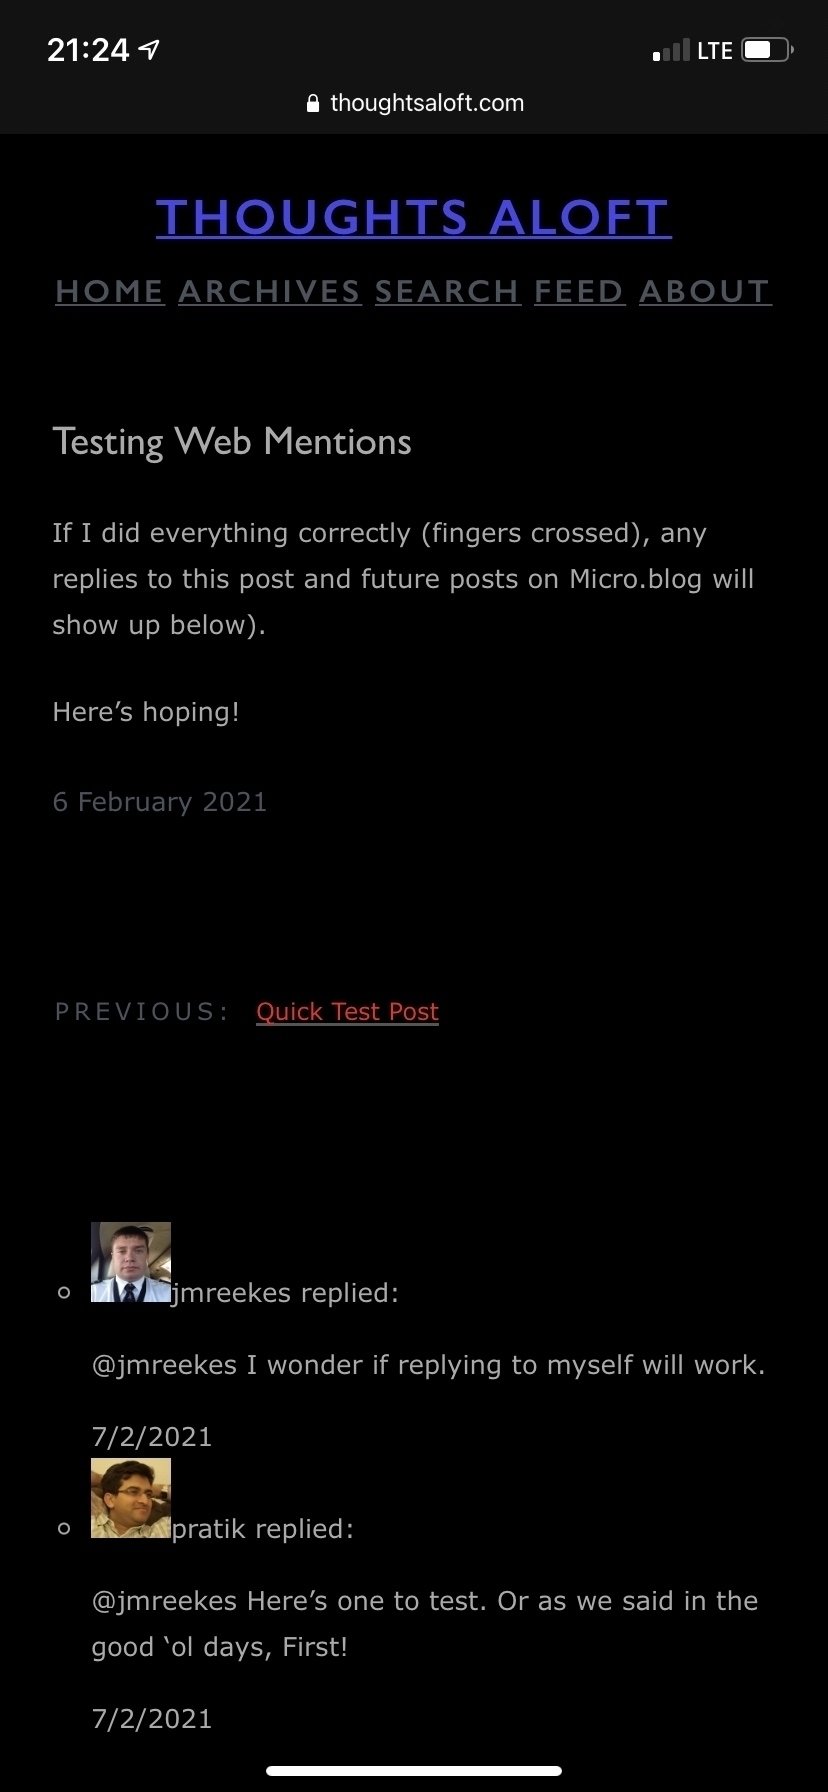 21:24 LTE
thoughtsaloft.com
THOUGHTS ALOFT
HOME ARCHIVES SEARCH FEED ABOUT
Testing Web Mentions
If I did everything correctly (fingers crossed), any
replies to this post and future posts on Micro.blog will
show up below).
Here’s hoping!
6 February 2021
PREVIOUS: Quick Test Post
jmreekes replied:
@jmreekes I wonder if replying to myself will work.
7/2/2021
pratik replied:
@jmreekes Here’s one to test. Or as we said in the
good ‘ol days, First!
7/2/2021